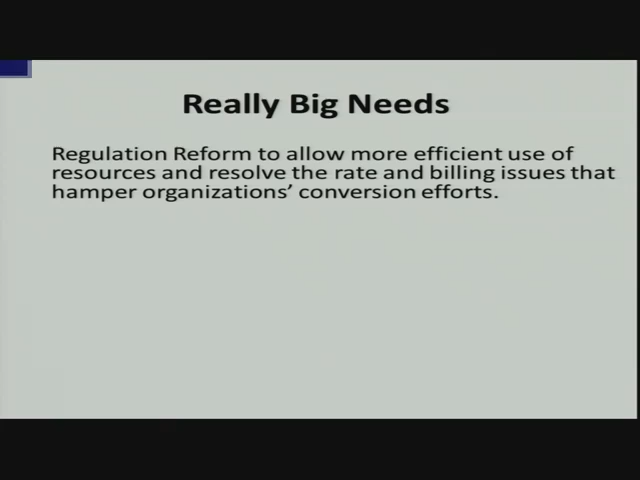 Really Big Needs
Regulation Reform to allow more efficient use of
resources and resolve the rate and billing issues that
hamper organizations’ conversion efforts.